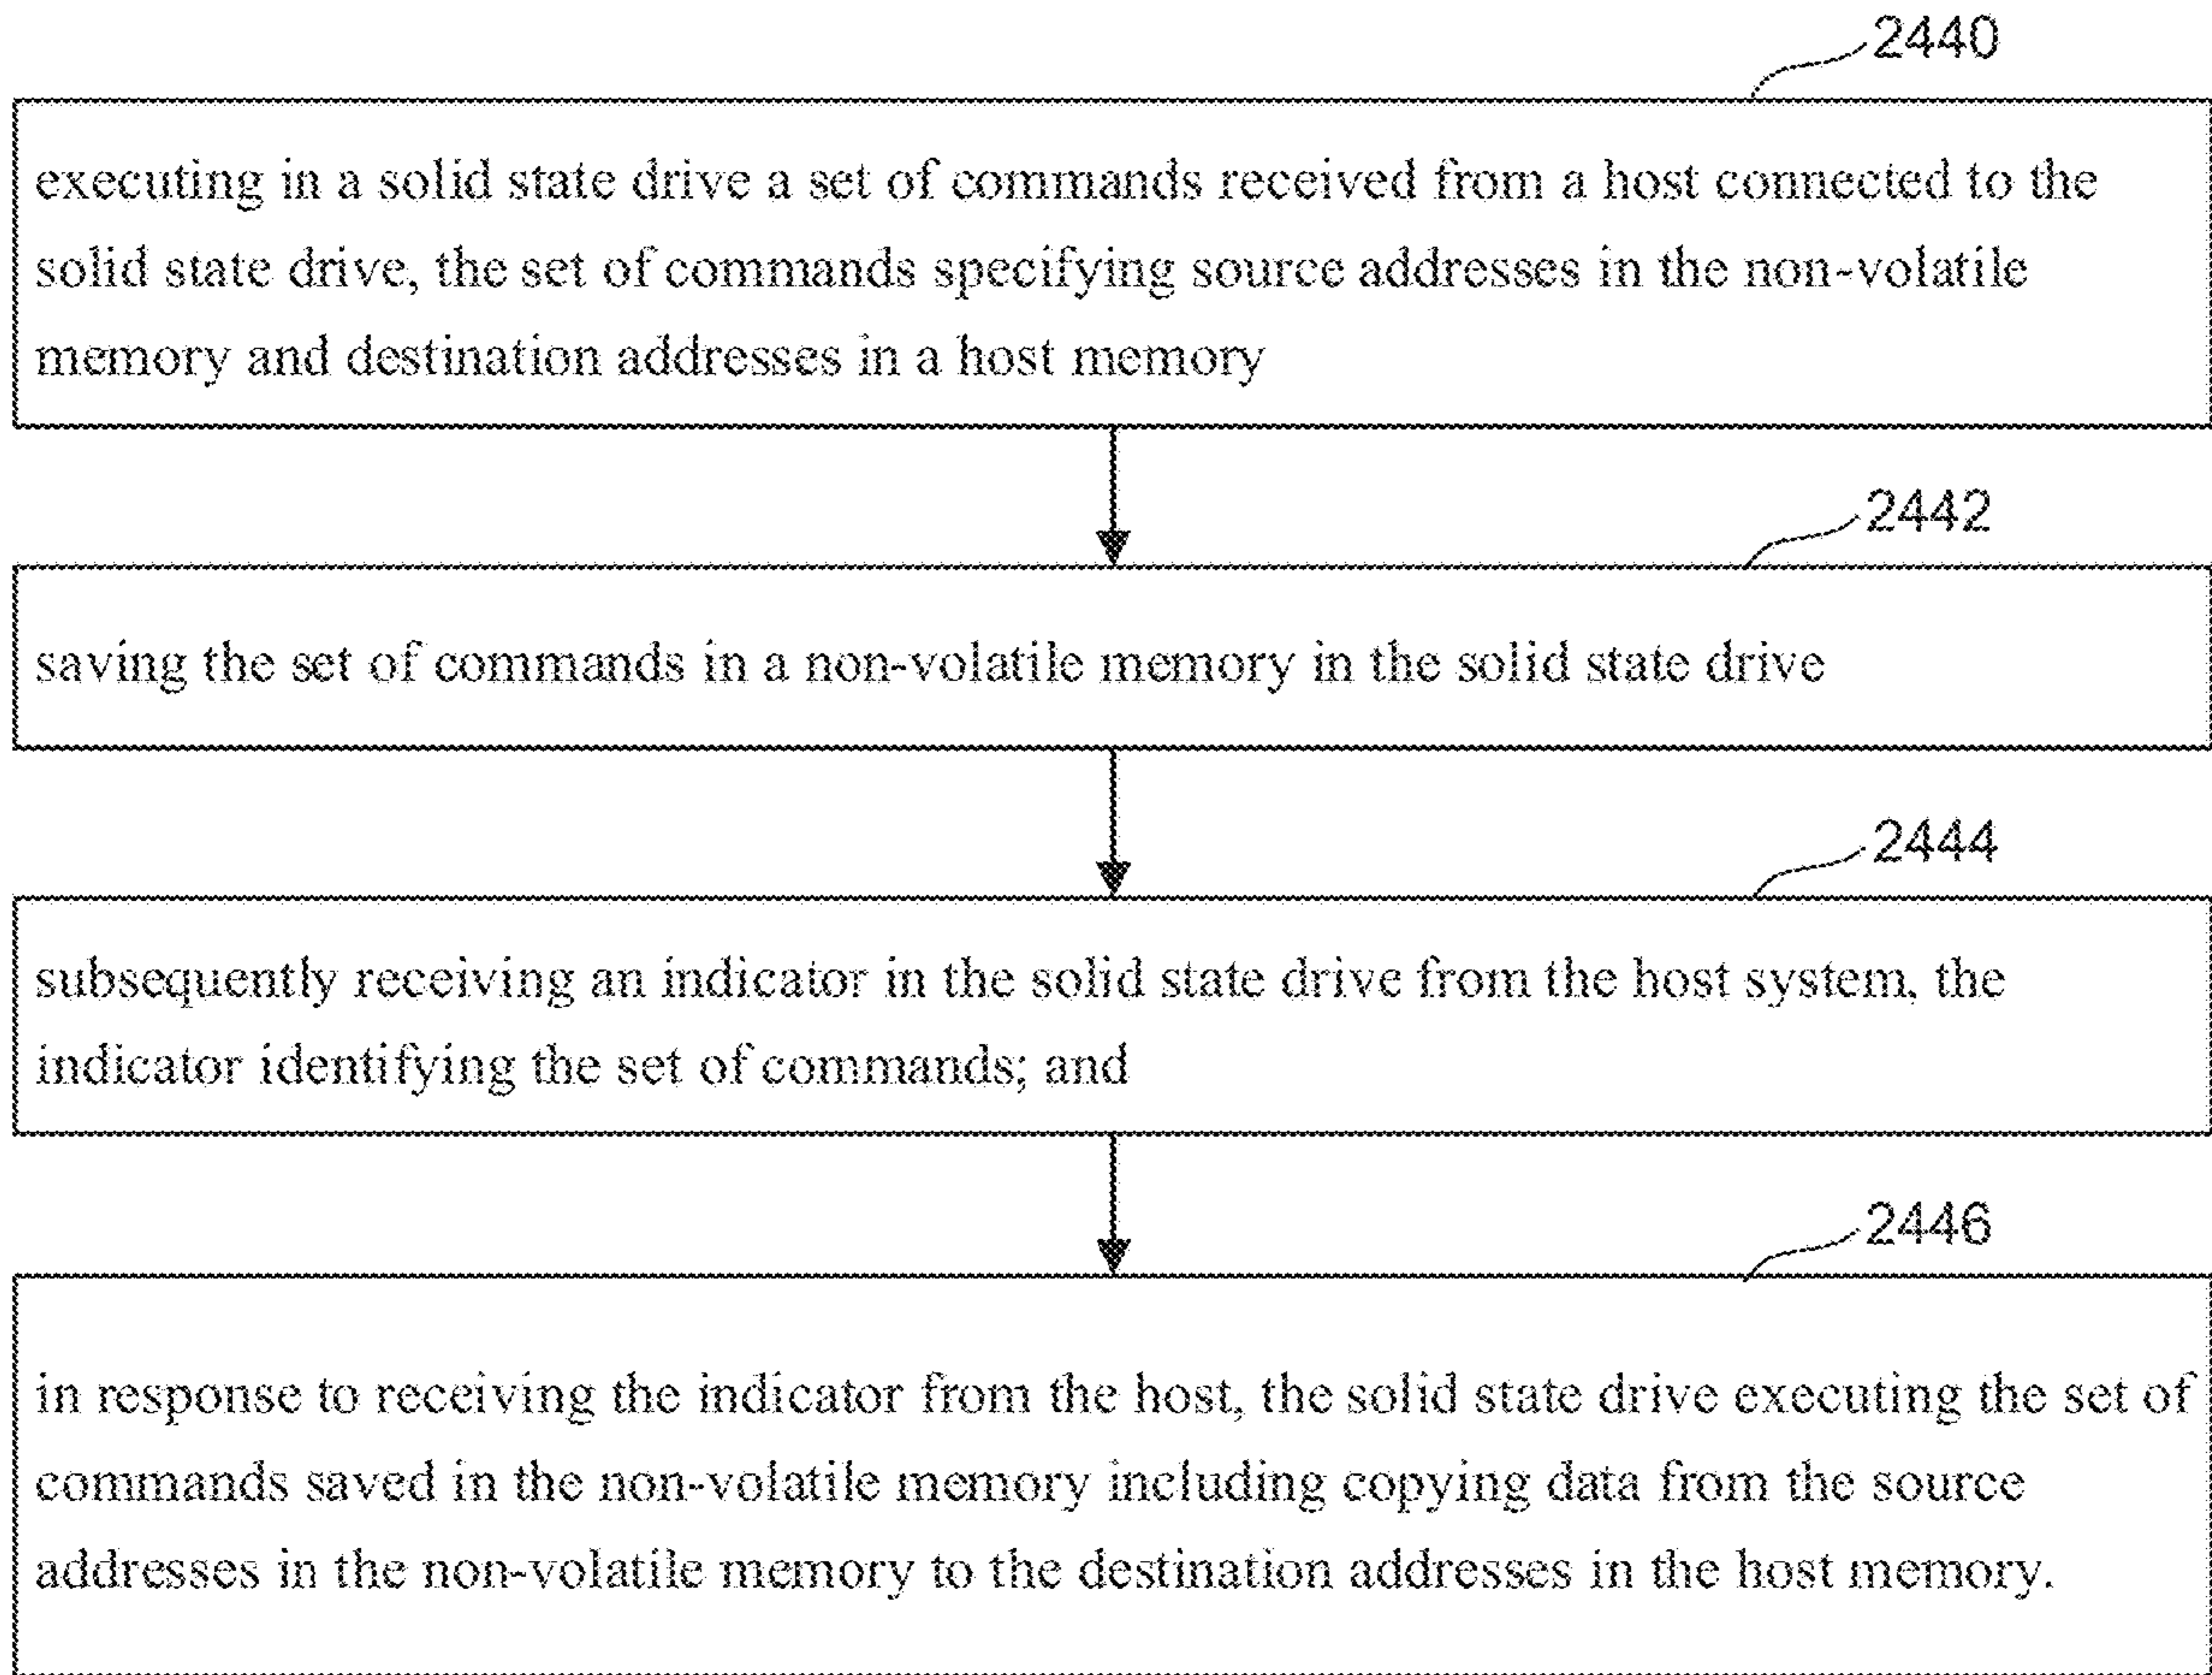 2440
executing in a solid state drive a set of commands received from a host connected to the
solid state drive, the set of commands specifying source addresses in the non-volatile
memory and destination addresses in a host memory
2442
saving the set of commands in a non-volatile memory in the solid state drive
2444
subsequently receiving an indicator in the solid state drive from the host system, the
indicator identifying the set of commands; and
2446
in response to receiving the indicator from the host, the solid state drive executing the set of
commands saved in the non-volatile memory including copying data from the source
addresses in the non-volatile memory to the destination addresses in the host memory.